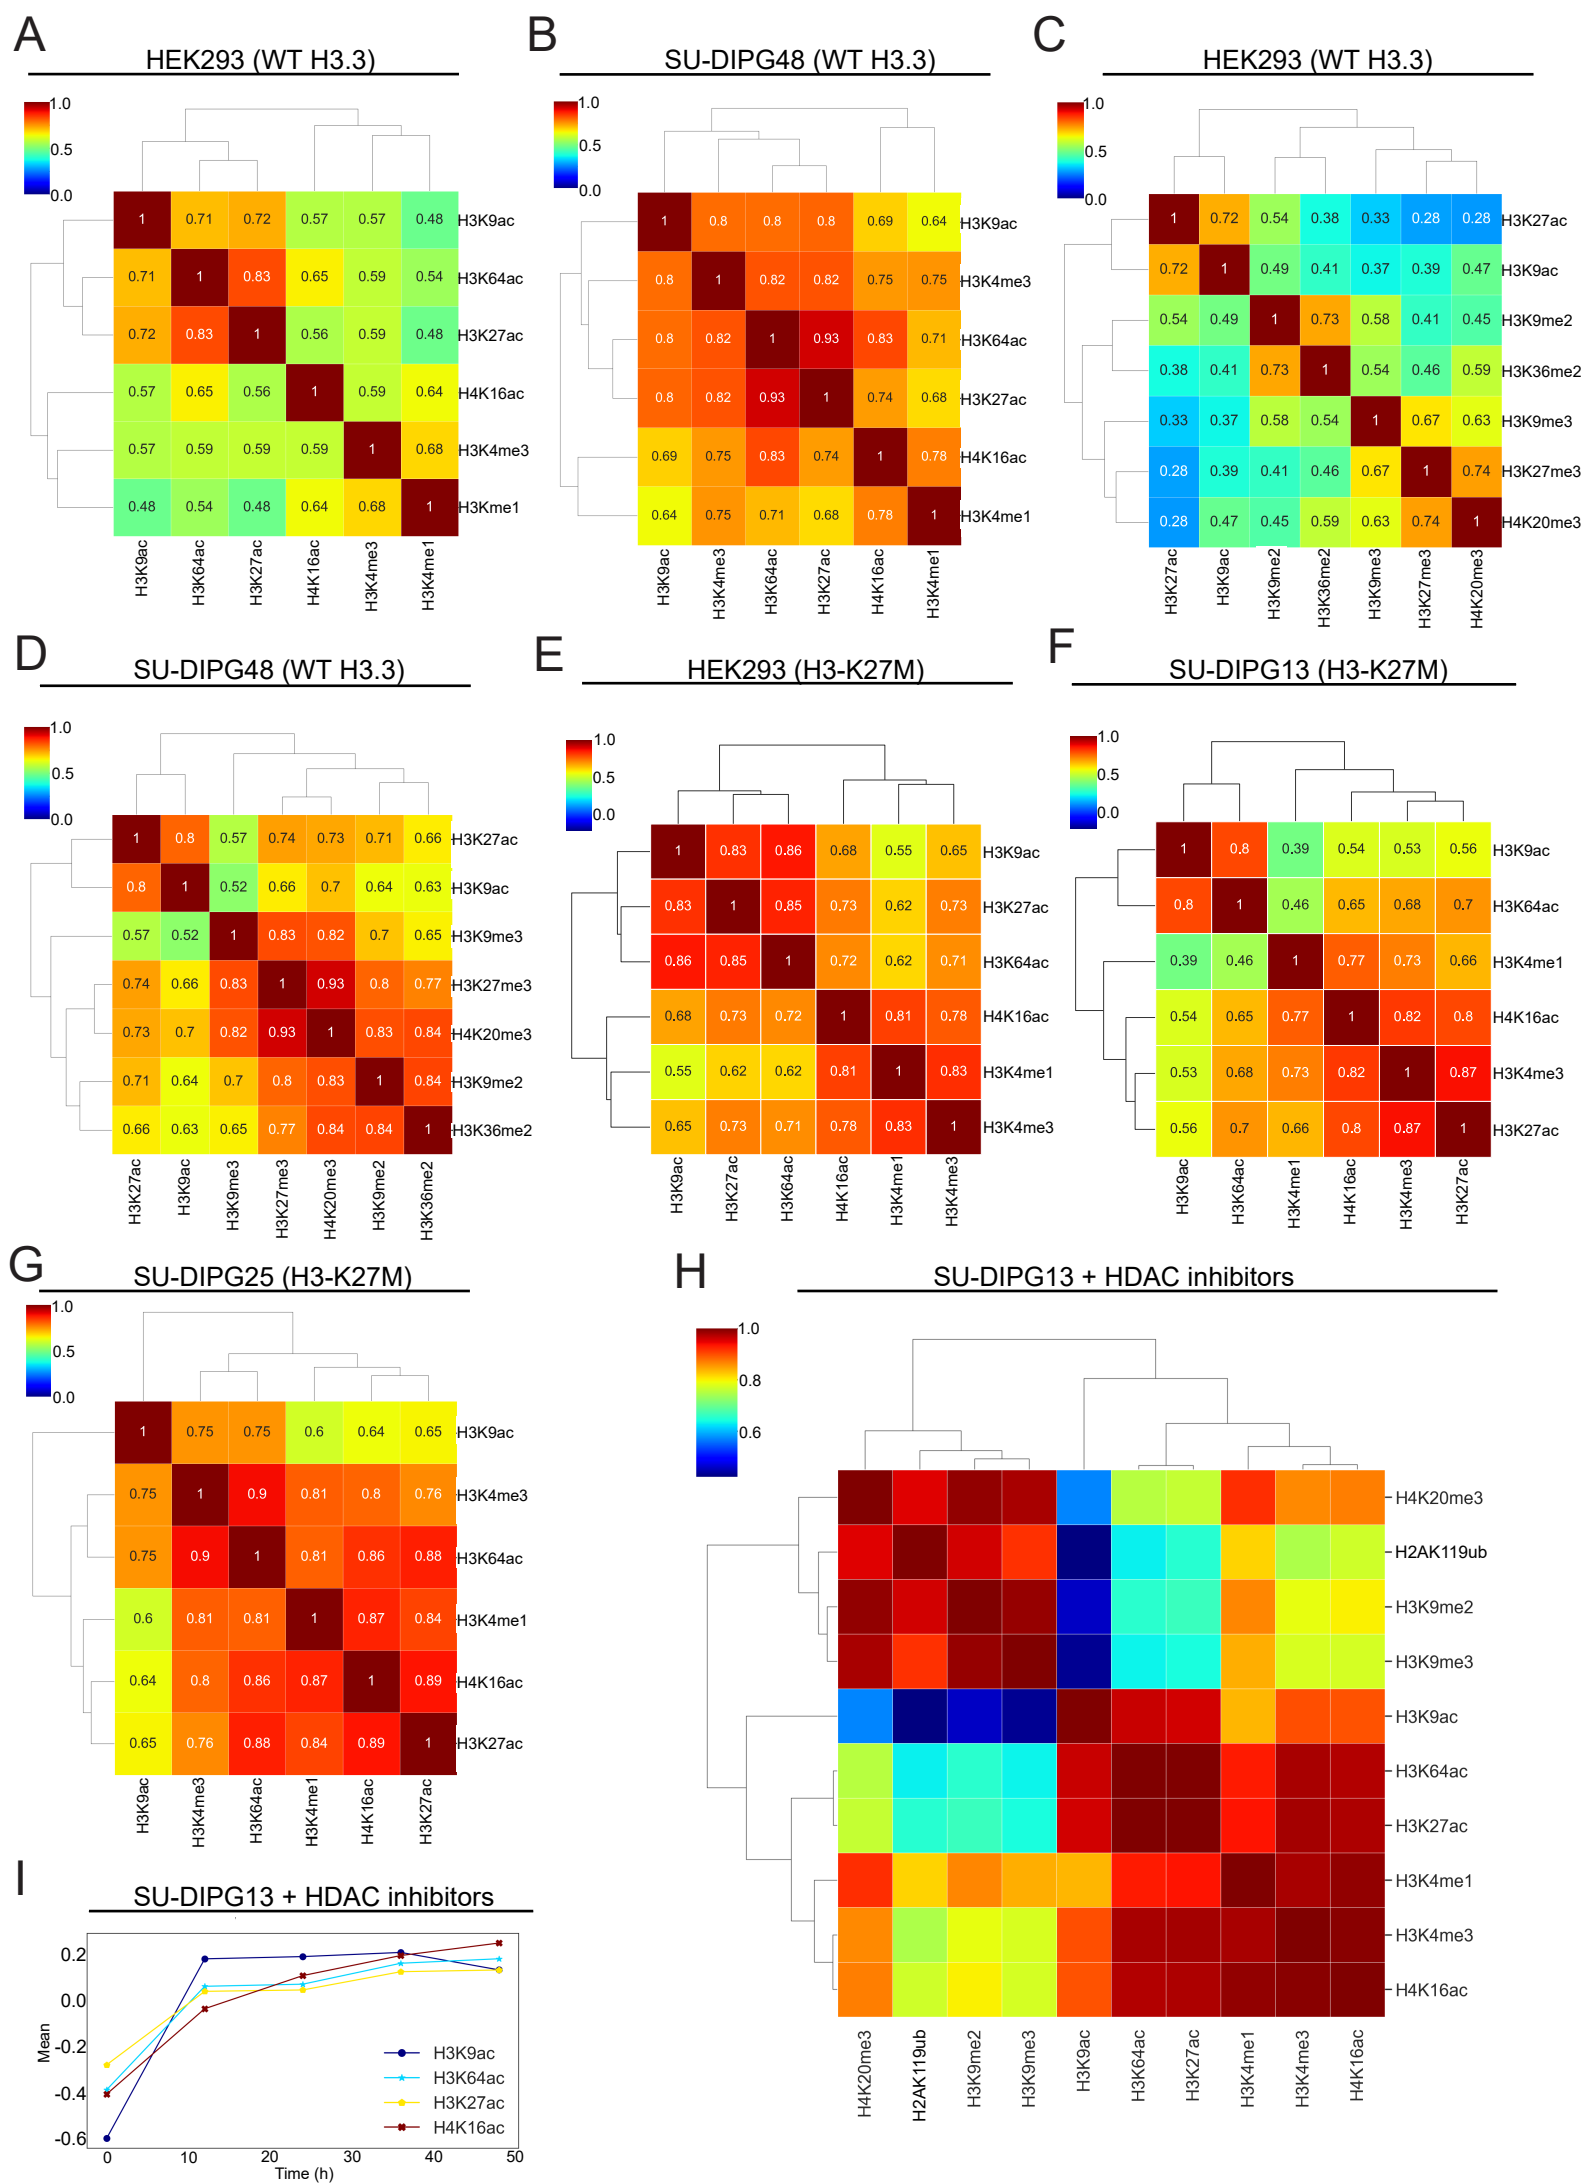 A
HEK293 (WT H3.3)
1.0
0.5
0.0
1 0.71 0.72 0.57 0.57 0.48 H3K9ac
0.71 1 0.83 0.65 0.59 0.54 H3K64ac
0.72 0.83 1 0.56 0.59 0.48 H3K27ac
0.57 0.65 0.56 1 0.59 0.64 H4K16ac
0.57 0.59 0.59 0.59 1 0.68 H3K4me3
0.48 0.54 0.48 0.64 0.68 1 H3Kme1
H3K9ac H3K64ac H3K27ac H4K16ac H3K4me3 H3K4me1
B
SU-DIPG48 (WT H3.3)
1.0
0.5
0.0
1 0.8 0.8 0.8 0.69 0.64 H3K9ac
0.8 1 0.82 0.82 0.75 0.75 H3K4me3
0.8 0.82 1 0.93 0.83 0.71 H3K64ac
0.8 0.82 0.93 1 0.74 0.68 H3K27ac
0.69 0.75 0.83 0.74 1 0.78 H4K16ac
0.64 0.75 0.71 0.68 0.78 1 H3K4me1
H3K9ac H3K4me3 H3K64ac H3K27ac H4K16ac H3K4me1
C
HEK293 (WT H3.3)
1.0
0.5
0.0
1 0.72 0.54 0.38 0.33 0.28 0.28 H3K27ac
0.72 1 0.49 0.41 0.37 0.39 0.47 H3K9ac
0.54 0.49 1 0.73 0.58 0.41 0.45 H3K9me2
0.38 0.41 0.73 1 0.54 0.46 0.59 H3K36me2
0.33 0.37 0.58 0.54 1 0.67 0.63 H3K9me3
0.28 0.39 0.41 0.46 0.67 1 0.74 H3K27me3
0.28 0.47 0.45 0.59 0.63 0.74 1 H4K20me3
H3K27ac H3K9ac H3K9me2 H3K36me2 H3K9me3 H3K27me3 H4K20me3
D
SU-DIPG48 (WT H3.3)
1.0
0.5
0.0
1 0.8 0.57 0.74 0.73 0.71 0.66 H3K27ac
0.8 1 0.52 0.66 0.7 0.64 0.63 H3K9ac
0.57 0.52 1 0.83 0.82 0.7 0.65 H3K9me3
0.74 0.66 0.83 1 0.93 0.8 0.77 H3K27me3
0.73 0.7 0.82 0.93 1 0.83 0.84 H4K20me3
0.71 0.64 0.7 0.8 0.83 1 0.84 H3K9me2
0.66 0.63 0.65 0.77 0.84 0.84 1 H3K36me2
H3K27ac H3K9ac H3K9me3 H3K27me3 H4K20me3 H3K9me2 H3K36me2
E
HEK293 (H3-K27M)
1.0
0.5
0.0
1 0.83 0.86 0.68 0.55 0.65 H3K9ac
0.83 1 0.85 0.73 0.62 0.73 H3K27ac
0.86 0.85 1 0.72 0.62 0.71 H3K64ac
0.68 0.73 0.72 1 0.81 0.78 H4K16ac
0.55 0.62 0.62 0.81 1 0.83 H3K4me1
0.65 0.73 0.71 0.78 0.83 1 H3K4me3
H3K9ac H3K27ac H3K64ac H4K16ac H3K4me1 H3K4me3
F
SU-DIPG13 (H3-K27M)
1.0
0.5
0.0
1 0.8 0.39 0.54 0.53 0.56 H3K9ac
0.8 1 0.46 0.65 0.68 0.7 H3K64ac
0.39 0.46 1 0.77 0.73 0.66 H3K4me1
0.54 0.65 0.77 1 0.82 0.8 H4K16ac
0.53 0.68 0.73 0.82 1 0.87 H3K4me3
0.56 0.7 0.66 0.8 0.87 1 H3K27ac
H3K9ac H3K64ac H3K4me1 H4K16ac H3K4me3 H3K27ac
G
SU-DIPG25 (H3-K27M)
1.0
0.5
0.0
1 0.75 0.75 0.6 0.64 0.65 H3K9ac
0.75 1 0.9 0.81 0.8 0.76 H3K4me3
0.75 0.9 1 0.81 0.86 0.88 H3K64ac
0.6 0.81 0.81 1 0.87 0.84 H3K4me1
0.64 0.8 0.86 0.87 1 0.89 H4K16ac
0.65 0.76 0.88 0.84 0.89 1 H3K27ac
H3K9ac H3K4me3 H3K64ac H3K4me1 H4K16ac H3K27ac
H
SU-DIPG13 + HDAC inhibitors
1.0
0.8
0.6
H4K20me3
H2AK119ub
H3K9me2
H3K9me3
H3K9ac
H3K64ac
H3K27ac
H3K4me1
H3K4me3
H4K16ac
H4K20me3 H2AK119ub H3K9me2 H3K9me3 H3K9ac H3K64ac H3K27ac H3K4me1 H3K4me3 H4K16ac
I
SU-DIPG13 + HDAC inhibitors
0.2
0.0
-0.2
-0.4
-0.6
Mean
H3K9ac
H3K64ac
H3K27ac
H4K16ac
0 10 20 30 40 50
Time (h)